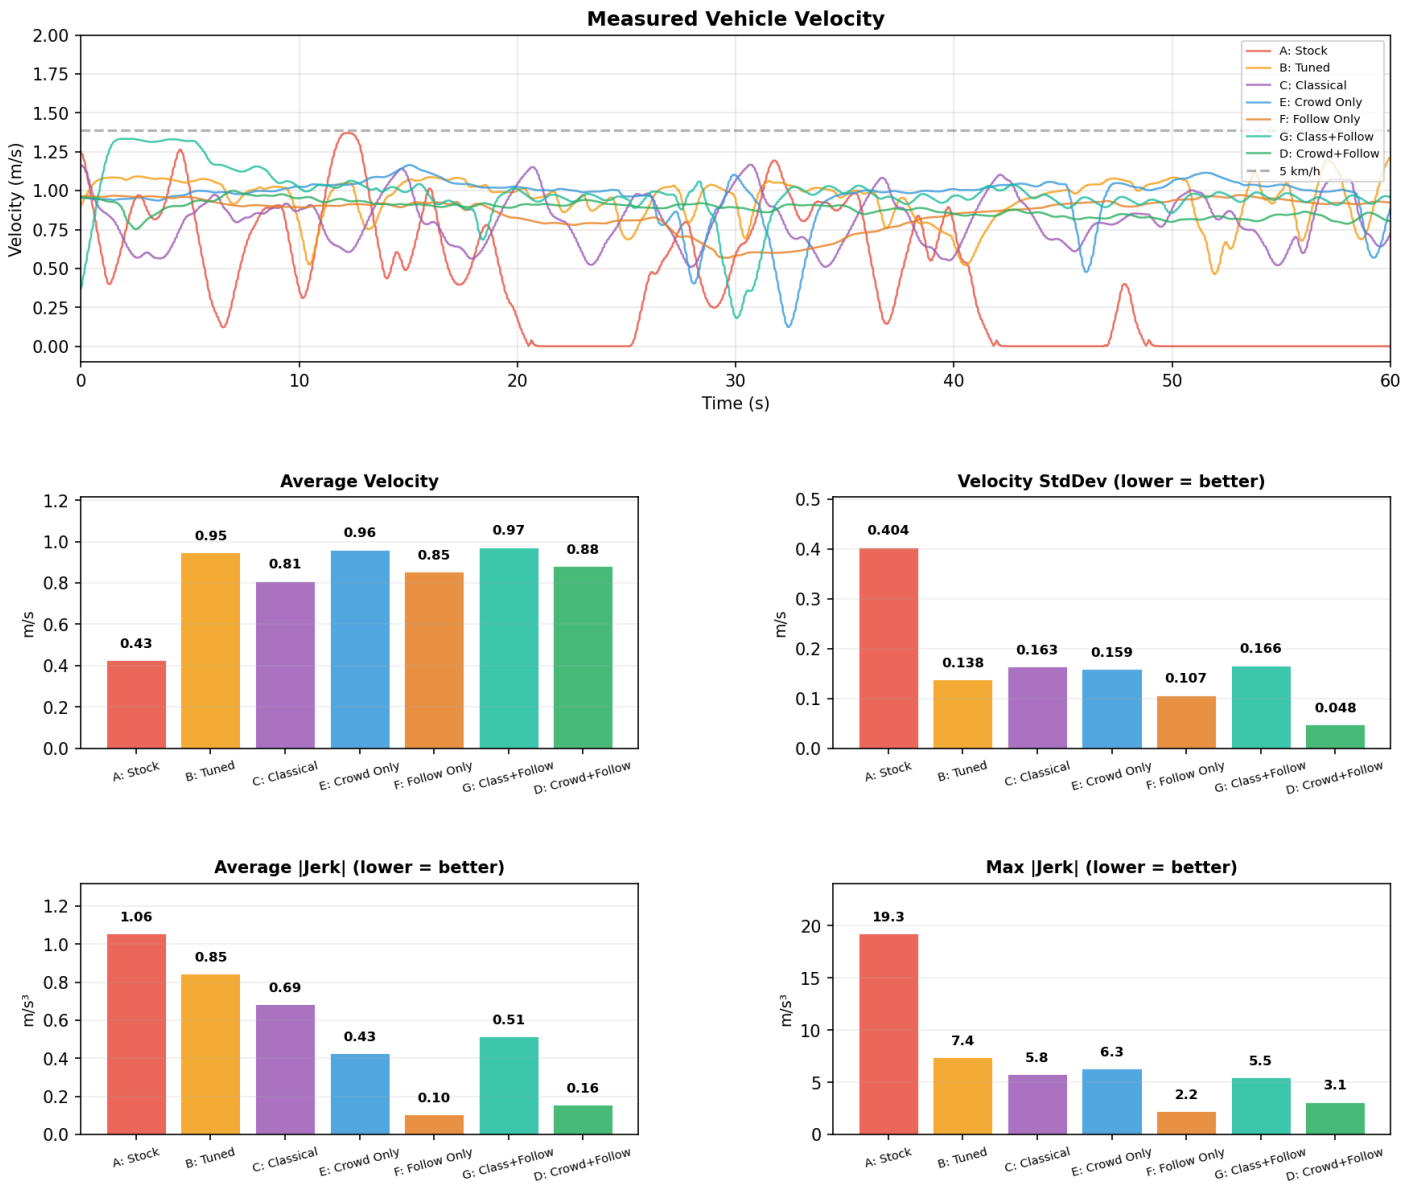 Measured Vehicle Velocity
2.00
1.75
1.50
1.25
1.00
0.75
0.50
0.25
0.00
Velocity (m/s)
A: Stock
B: Tuned
C: Classical
E: Crowd Only
F: Follow Only
G: Class+Follow
D: Crowd+Follow
5 km/h
0 10 20 30 40 50 60
Time (s)
Average Velocity
1.2
1.0
0.8
0.6
0.4
0.2
0.0
m/s
0.43 0.95 0.81 0.96 0.85 0.97 0.88
A: Stock B: Tuned C: Classical E: Crowd Only F: Follow Only G: Class+Follow D: Crowd+Follow
Velocity StdDev (lower = better)
0.5
0.4
0.3
0.2
0.1
0.0
m/s
0.404 0.138 0.163 0.159 0.107 0.166 0.048
A: Stock B: Tuned C: Classical E: Crowd Only F: Follow Only G: Class+Follow D: Crowd+Follow
Average |Jerk| (lower = better)
1.2
1.0
0.8
0.6
0.4
0.2
0.0
m/s³
1.06 0.85 0.69 0.43 0.10 0.51 0.16
A: Stock B: Tuned C: Classical E: Crowd Only F: Follow Only G: Class+Follow D: Crowd+Follow
Max |Jerk| (lower = better)
20
15
10
5
0
m/s³
19.3 7.4 5.8 6.3 2.2 5.5 3.1
A: Stock B: Tuned C: Classical E: Crowd Only F: Follow Only G: Class+Follow D: Crowd+Follow